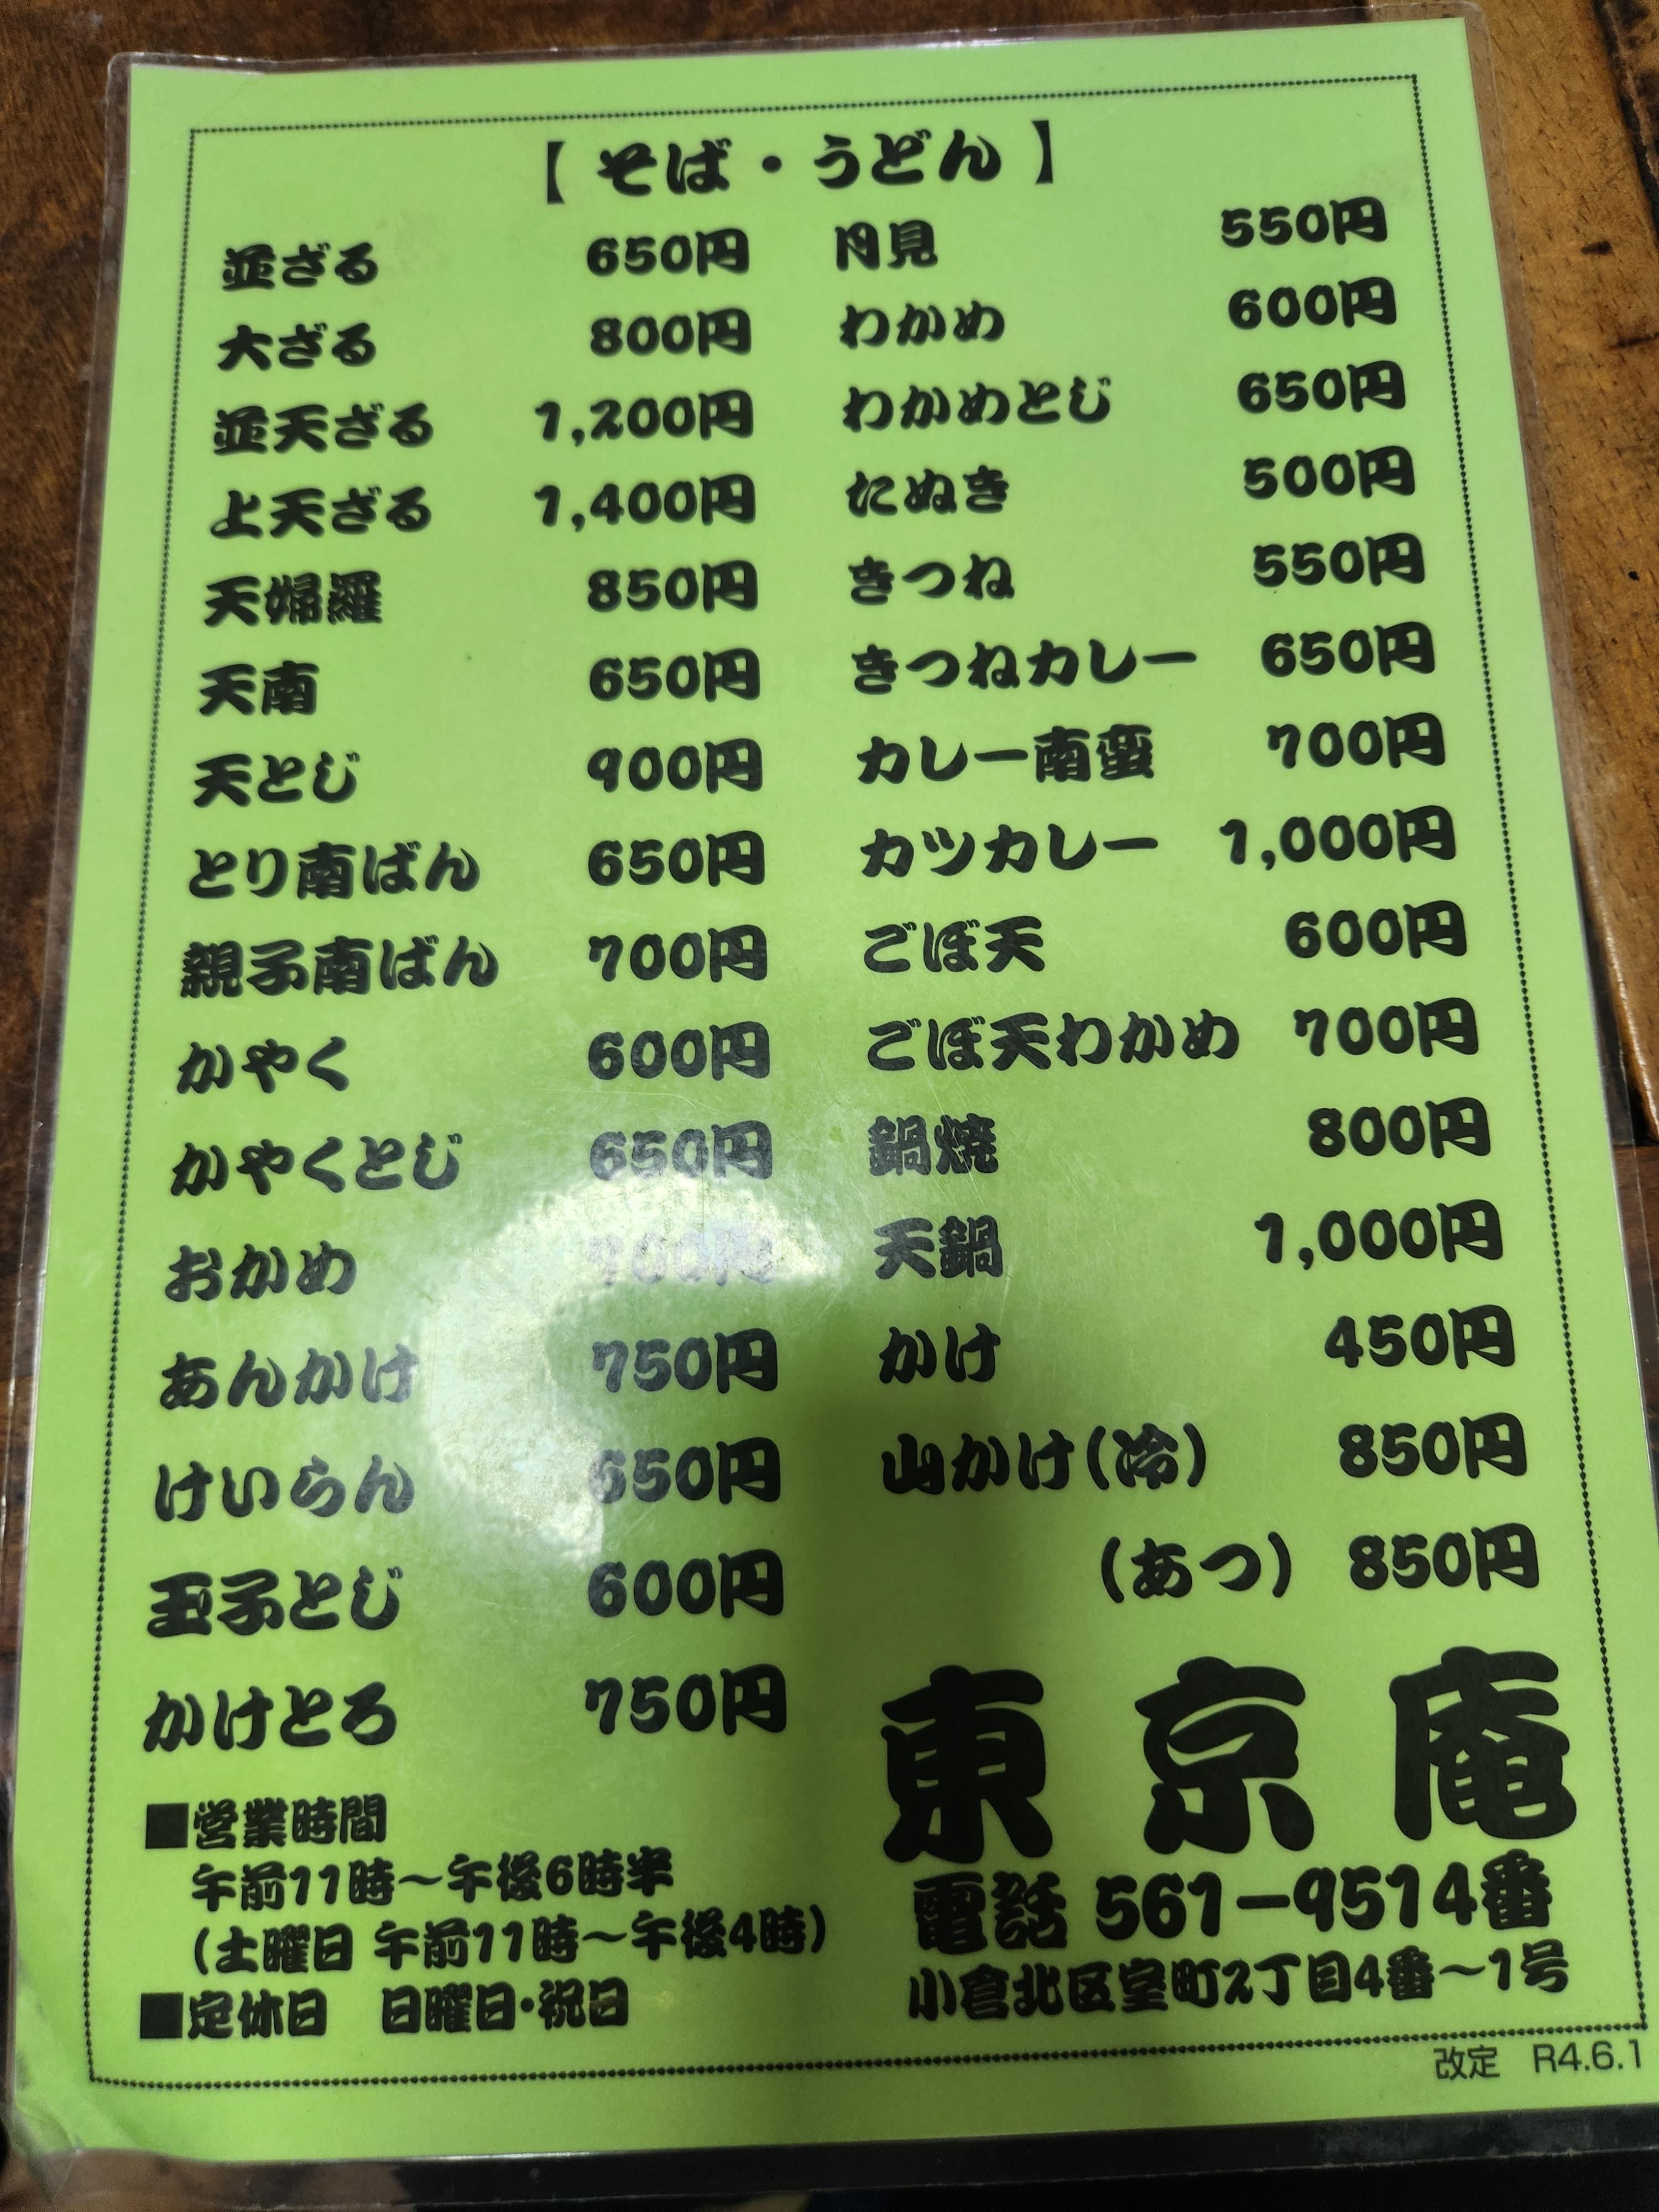 【 そば・うどん 】
並ざる 650円
大ざる 800円
並天ざる 1,200円
上天ざる 1,400円
天婦羅 850円
天南 650円
天とじ 900円
とり南ばん 650円
親子南ばん 700円
かやく 600円
かやくとじ 650円
おかめ 700円
あんかけ 750円
けいらん 650円
玉子とじ 600円
かけとろ 750円
月見 550円
わかめ 600円
わかめとじ 650円
たぬき 500円
きつね 550円
きつねカレー 650円
カレー南蛮 700円
カツカレー 1,000円
ごぼ天 600円
ごぼ天わかめ 700円
鍋焼 800円
天鍋 1,000円
かけ 450円
山かけ(冷) 850円
(あつ) 850円
■営業時間
午前11時～午後6時半
(土曜日 午前11時～午後4時)
■定休日 日曜日・祝日
東京庵
電話 561-9514番
小倉北区室町2丁目4番～1号
改定 R4.6.1